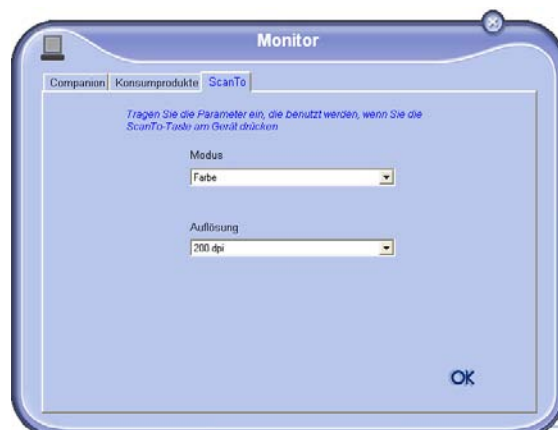 Monitor
Companion Konsumprodukte ScanTo
Tragen Sie die Parameter ein, die benutzt werden, wenn Sie die
ScanTo-Taste am Gerät drücken
Modus
Farbe
Auflösung
200 dpi
OK